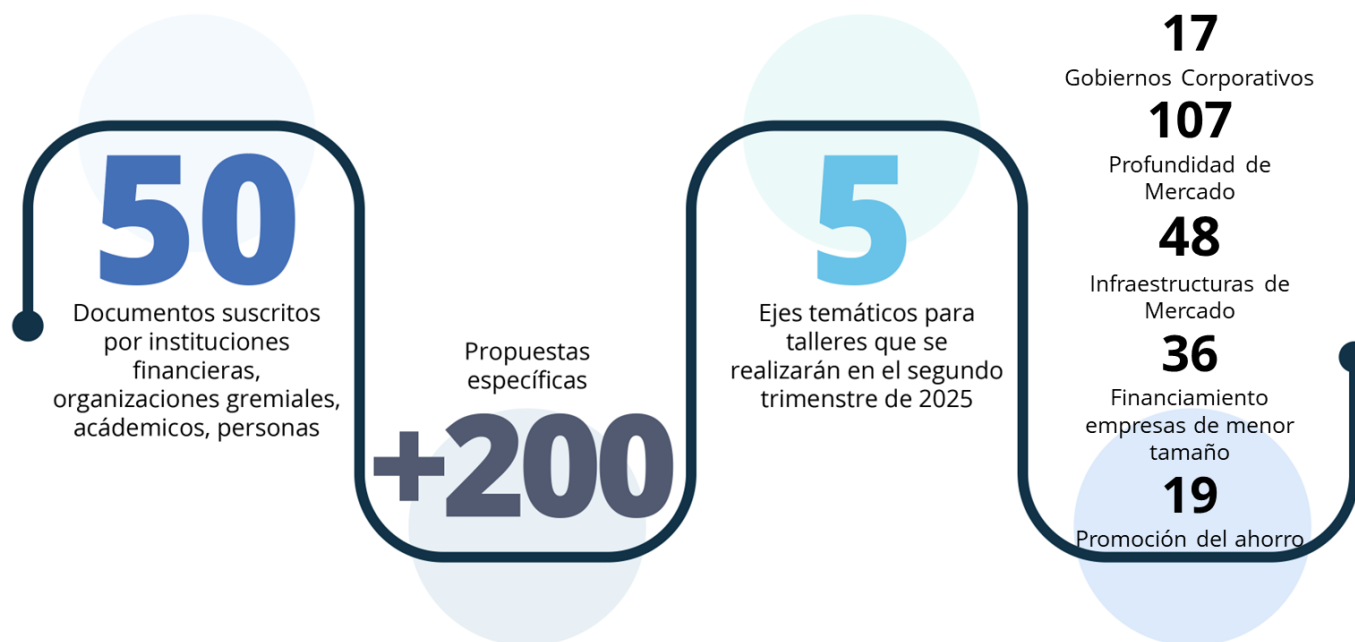 50
Documentos suscritos
por instituciones
financieras,
organizaciones gremiales,
acádemicos, personas
Propuestas
específicas
+200
5
Ejes temáticos para
talleres que se
realizarán en el segundo
trimenstre de 2025
17
Gobiernos Corporativos
107
Profundidad de
Mercado
48
Infraestructuras de
Mercado
36
Financiamiento
empresas de menor
tamaño
19
Promoción del ahorro